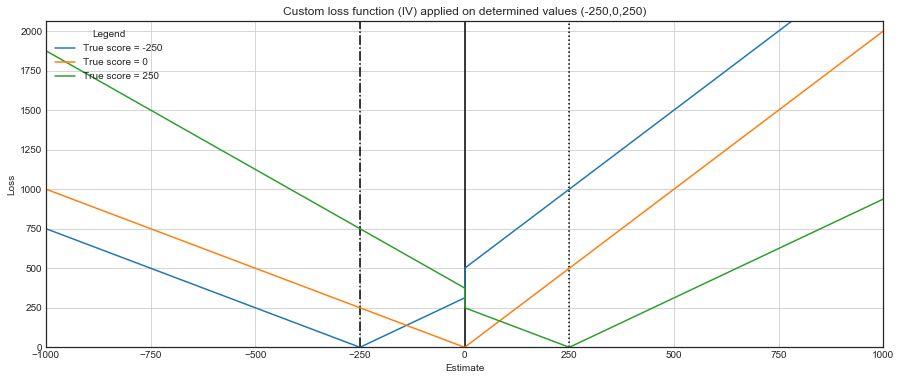 Custom loss function (IV) applied on determined values (-250,0,250)
Legend
True score = -250
True score = 0
True score = 250
Loss
2000
1750
1500
1250
1000
750
500
250
0
−1000
−750
−500
−250
0
250
500
750
1000
Estimate